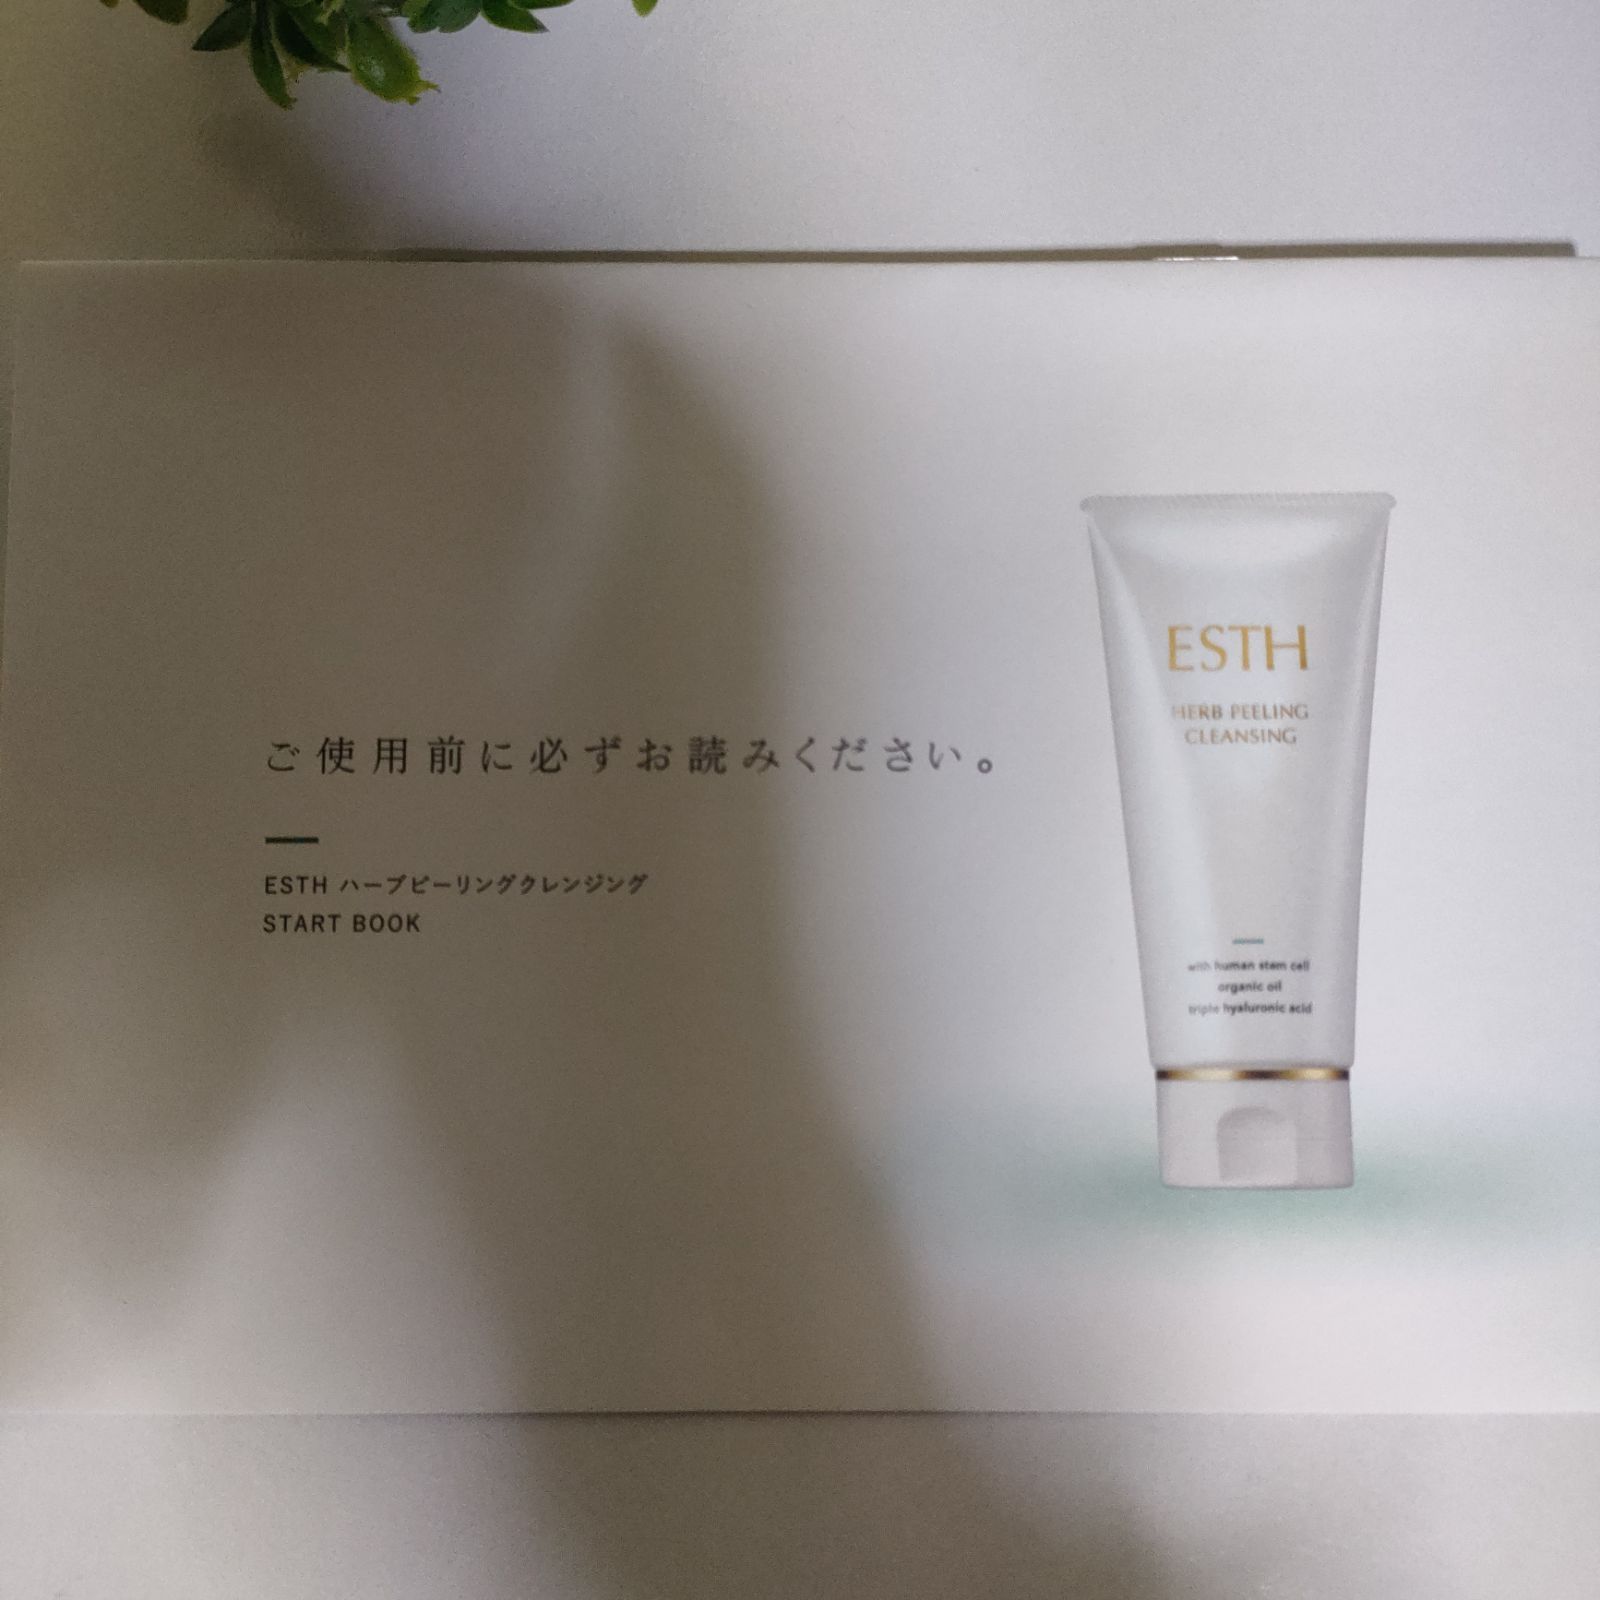 ご使用前に必ずお読みください。
ESTH ハーブピーリングクレンジング
START BOOK
ESTH
HERB PEELING
CLEANSING
with human stem cell
organic oil
triple hyaluronic acid